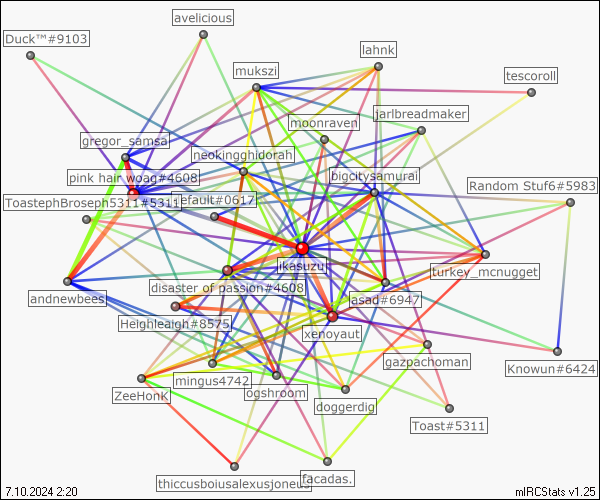 avelicious
Duck™#9103
lahnk
mukszi
tescoroll
moonraven
jarlbreadmaker
gregor_samsa
neokingghidorah
pink hair woag#4608
bigcitysamurai
Random Stuf6#5983
ToastephBroseph5311#5311
default#0617
ikasuzu
turkey_mcnugget
disaster of passion#4608
andnewbees
asad#6947
Heighleigh#8575
xenoyaut
gazpachoman
Knowun#6424
mingus4742
ogshroom
ZeeHonK
doggerdig
Toast#5311
thiccusboiusalexusjoneus
facadas.
7.10.2024 2:20
mIRCStats v1.25